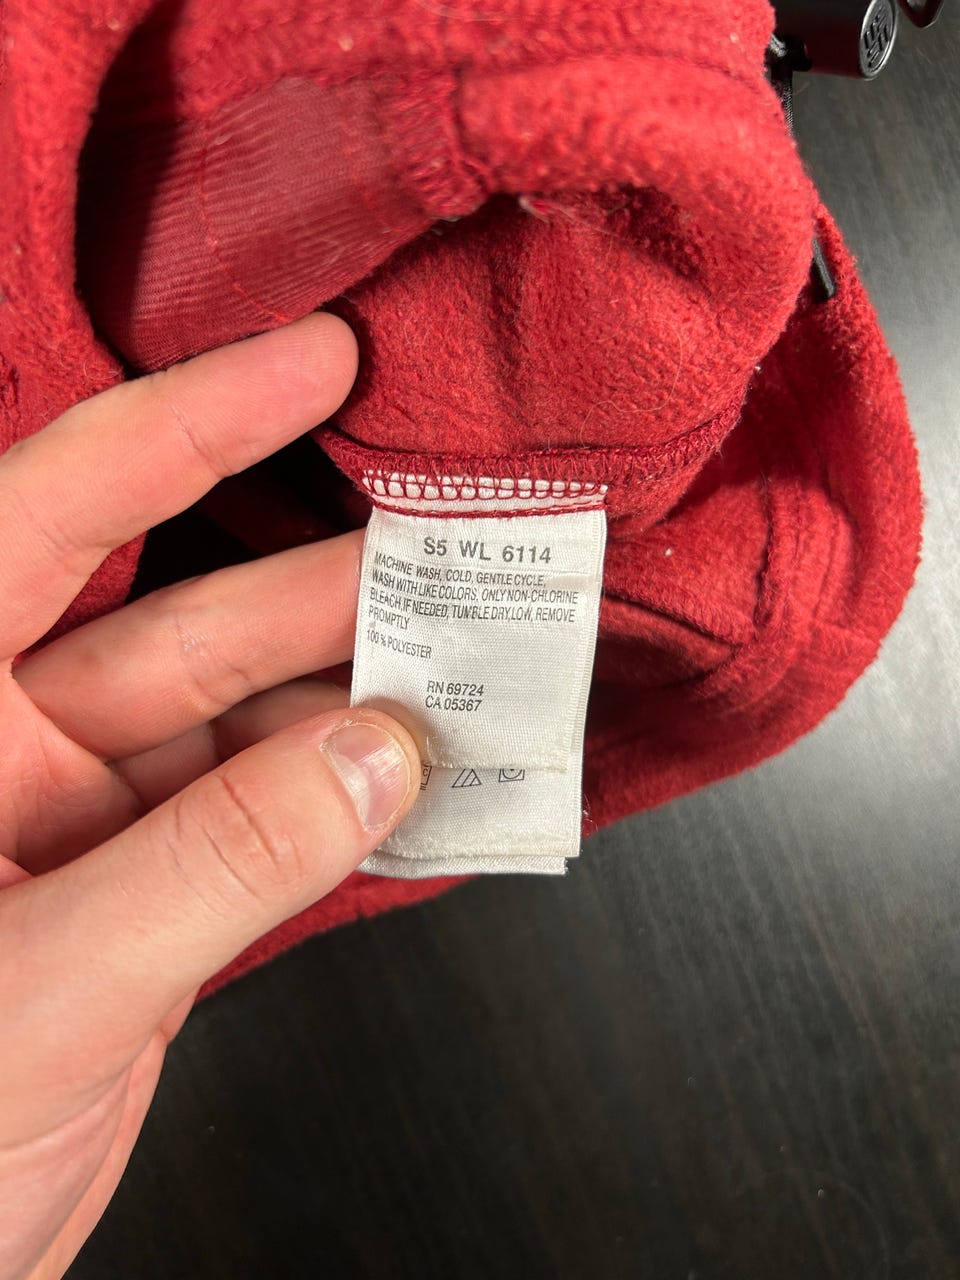 S5 WL 6114
MACHINE WASH, COLD, GENTLE CYCLE,
WASH WITH LIKE COLORS, ONLY NON-CHLORINE
BLEACH, IF NEEDED, TUMBLE DRY, LOW, REMOVE
PROMPTLY
100 % POLYESTER
RN 69724
CA 05367